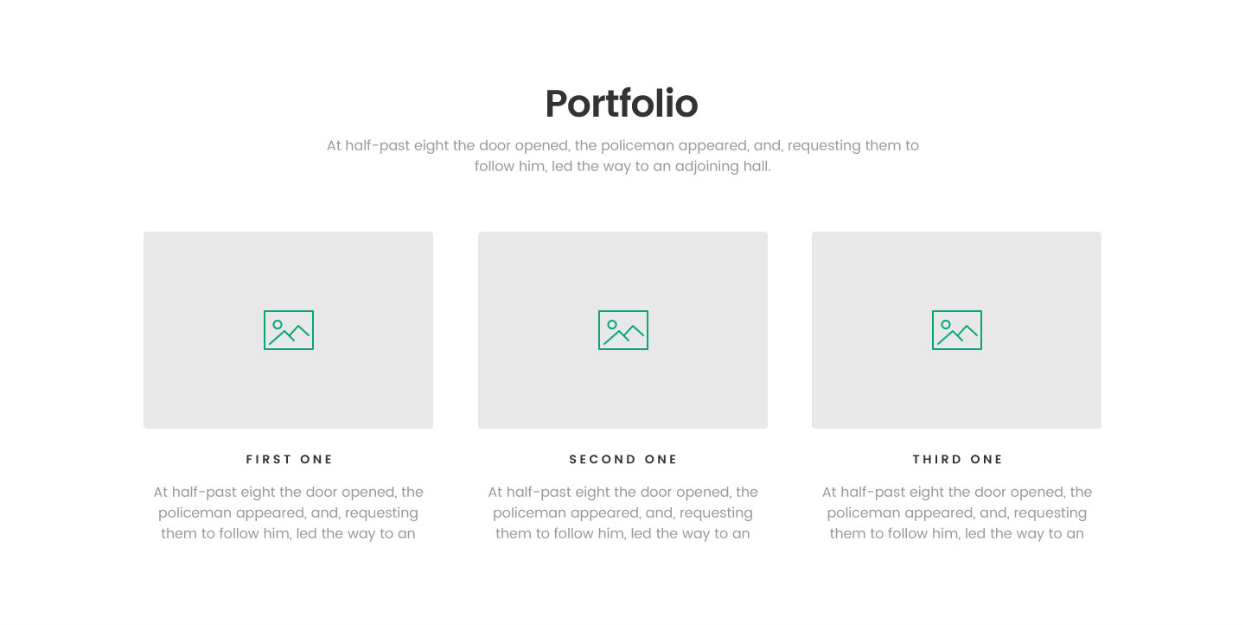 Portfolio
At half-past eight the door opened, the policeman appeared, and, requesting them to
follow him, led the way to an adjoining hall.
FIRST ONE
At half-past eight the door opened, the
policeman appeared, and, requesting
them to follow him, led the way to an
SECOND ONE
At half-past eight the door opened, the
policeman appeared, and, requesting
them to follow him, led the way to an
THIRD ONE
At half-past eight the door opened, the
policeman appeared, and, requesting
them to follow him, led the way to an